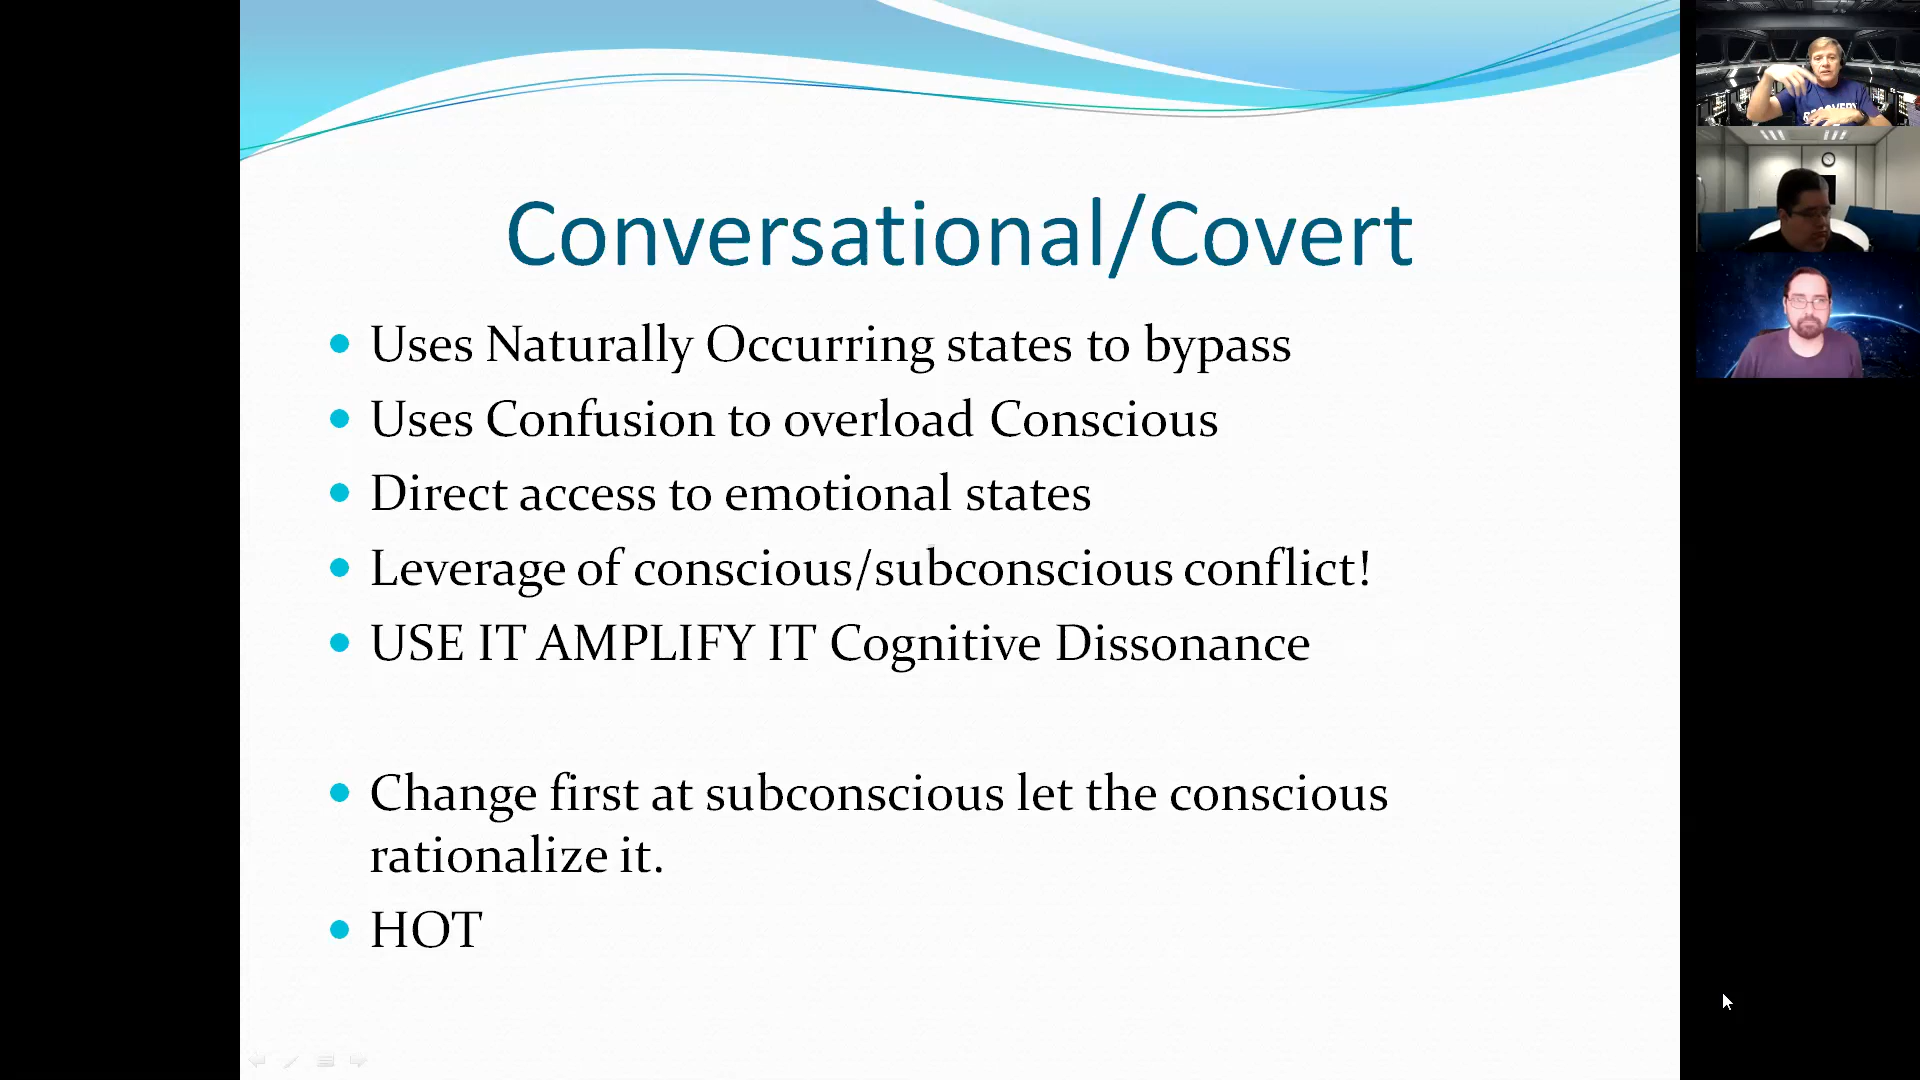 Conversational/Covert
Uses Naturally Occurring states to bypass
Uses Confusion to overload Conscious
Direct access to emotional states
Leverage of conscious/subconscious conflict!
USE IT AMPLIFY IT Cognitive Dissonance
Change first at subconscious let the conscious
rationalize it.
HOT